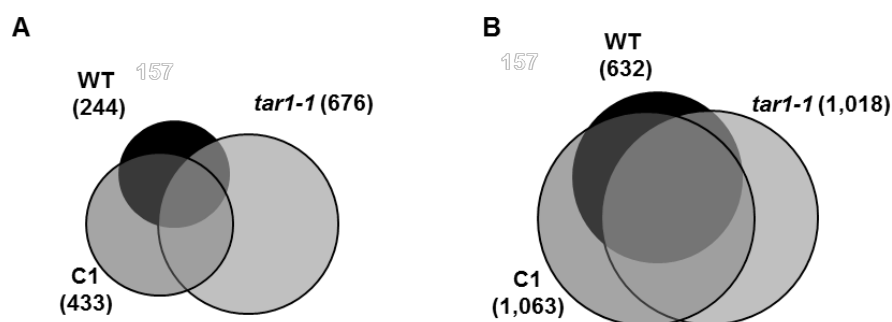 A
B
WT
(244)
157
tar1-1 (676)
C1
(433)
157
WT
(632)
tar1-1 (1,018)
C1
(1,063)